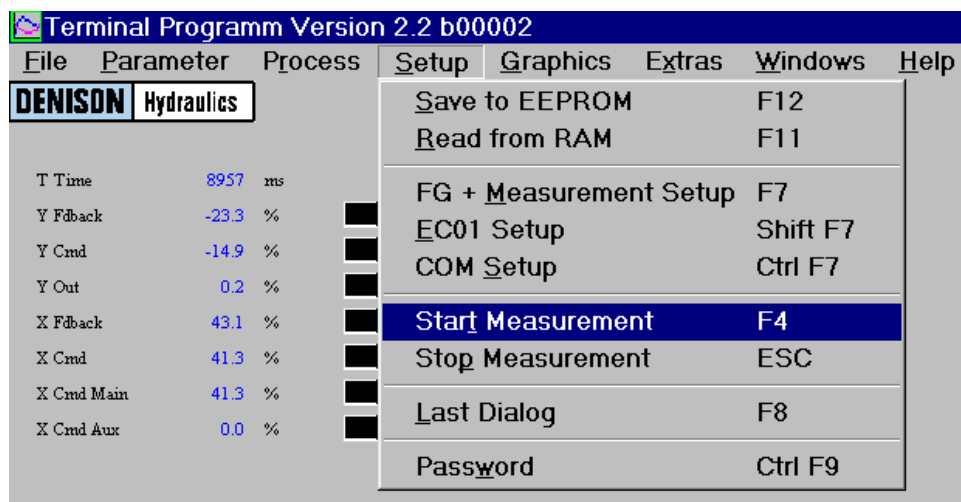 Terminal Programm Version 2.2 b00002
File Parameter Process Setup Graphics Extras Windows Help
DENISON Hydraulics
T Time 8957 ms
Y Fdback -23.3 %
Y Cmd -14.9 %
Y Out 0.2 %
X Fdback 43.1 %
X Cmd 41.3 %
X Cmd Main 41.3 %
X Cmd Aux 0.0 %
Save to EEPROM F12
Read from RAM F11
FG + Measurement Setup F7
EC01 Setup Shift F7
COM Setup Ctrl F7
Start Measurement F4
Stop Measurement ESC
Last Dialog F8
Password Ctrl F9